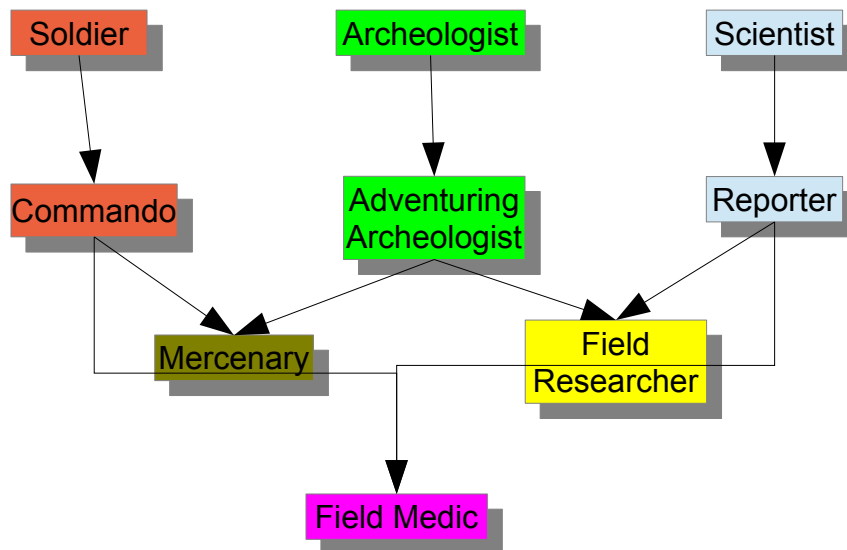 Soldier
Archeologist
Scientist
Commando
Adventuring
Archeologist
Reporter
Mercenary
Field
Researcher
Field Medic